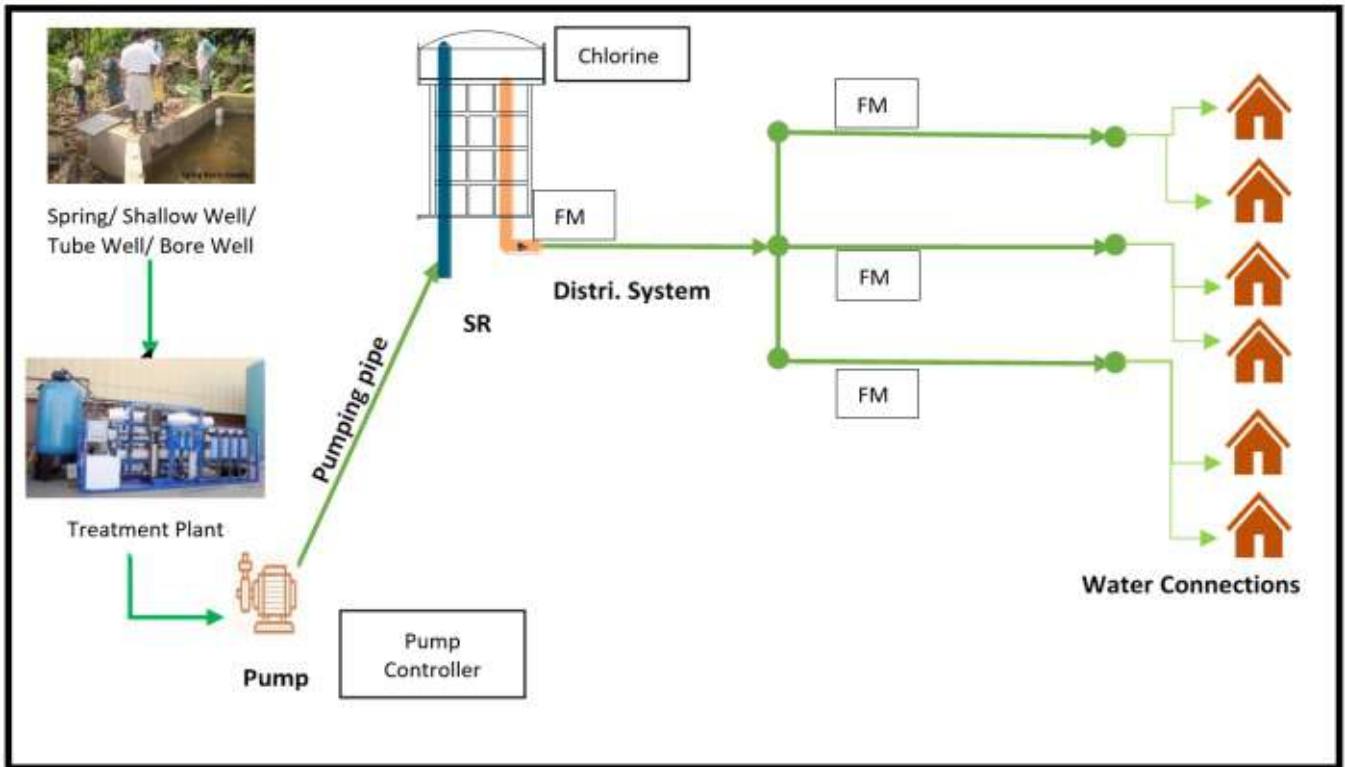 Spring/ Shallow Well/
Tube Well/ Bore Well
Treatment Plant
Pump
Pump
Controller
Pumping pipe
SR
Chlorine
FM
Distri. System
FM
FM
FM
Water Connections